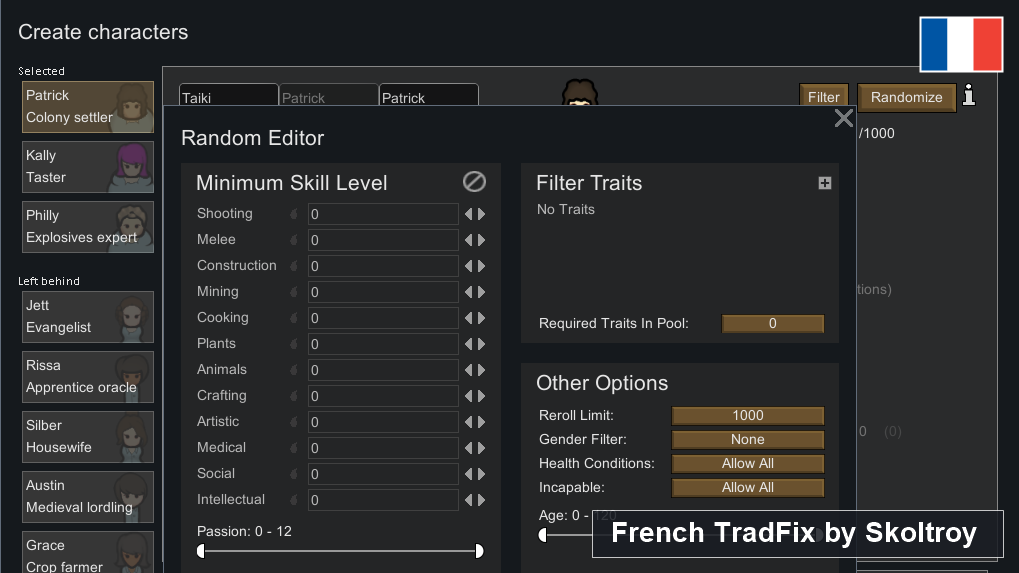 Create characters
Selected
Patrick
Colony settler
Kally
Taster
Philly
Explosives expert
Left behind
Jett
Evangelist
Rissa
Apprentice oracle
Silber
Housewife
Austin
Medieval lordling
Grace
Crop farmer
Taiki
Patrick
Patrick
Filter
Randomize
/1000
tions)
0 (0)
Random Editor
Minimum Skill Level
Shooting 0
Melee 0
Construction 0
Mining 0
Cooking 0
Plants 0
Animals 0
Crafting 0
Artistic 0
Medical 0
Social 0
Intellectual 0
Passion: 0 - 12
Filter Traits
No Traits
Required Traits In Pool: 0
Other Options
Reroll Limit: 1000
Gender Filter: None
Health Conditions: Allow All
Incapable: Allow All
Age: 0 - 120
French TradFix by Skoltroy